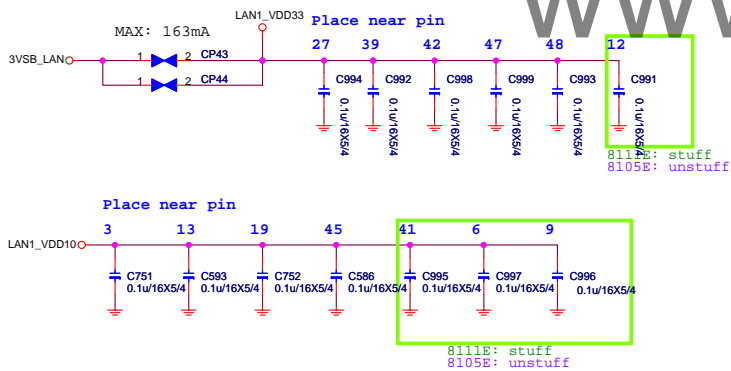 WWW
LAN1_VDD33
MAX: 163mA
Place near pin
3VSB_LAN
1 2 CP43
1 2 CP44
27 39 42 47 48 12
C994 C992 C998 C999 C993 C991
0.1u/16X5/4 0.1u/16X5/4 0.1u/16X5/4 0.1u/16X5/4 0.1u/16X5/4 0.1u/16X5/4
8111E: stuff
8105E: unstuff
Place near pin
3 13 19 45 41 6 9
LAN1_VDD10
C751 C593 C752 C586 C995 C997 C996
0.1u/16X5/4 0.1u/16X5/4 0.1u/16X5/4 0.1u/16X5/4 0.1u/16X5/4 0.1u/16X5/4 0.1u/16X5/4
8111E: stuff
8105E: unstuff